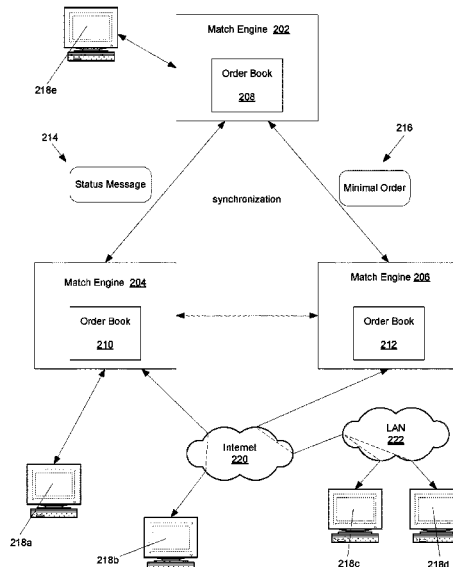 Match Engine 202
Order Book
208
218e
214
216
Status Message
Minimal Order
synchronization
Match Engine 204
Match Engine 206
Order Book
210
Order Book
212
Internet
220
LAN
222
218a
218b
218c
218d